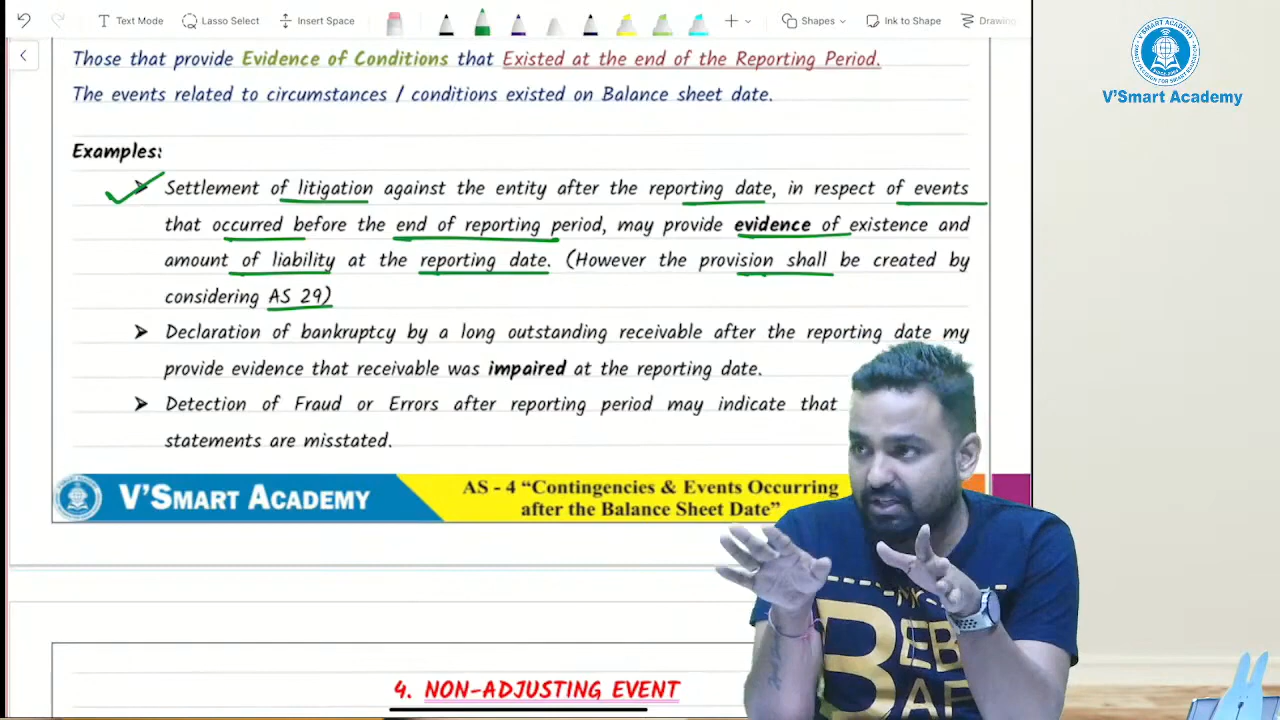 Text Mode Lasso Select Insert Space Shapes Ink to Shape Drawing
V'SMART ACADEMY
V'Smart Academy
Those that provide Evidence of Conditions that Existed at the end of the Reporting Period.
The events related to circumstances / conditions existed on Balance sheet date.
Examples:
Settlement of litigation against the entity after the reporting date, in respect of events
that occurred before the end of reporting period, may provide evidence of existence and
amount of liability at the reporting date. (However the provision shall be created by
considering AS 29)
Declaration of bankruptcy by a long outstanding receivable after the reporting date my
provide evidence that receivable was impaired at the reporting date.
Detection of Fraud or Errors after reporting period may indicate that
statements are misstated.
V'SMART ACADEMY
AS - 4 “Contingencies & Events Occurring
after the Balance Sheet Date”
MY
BEB
BAF
4. NON-ADJUSTING EVENT